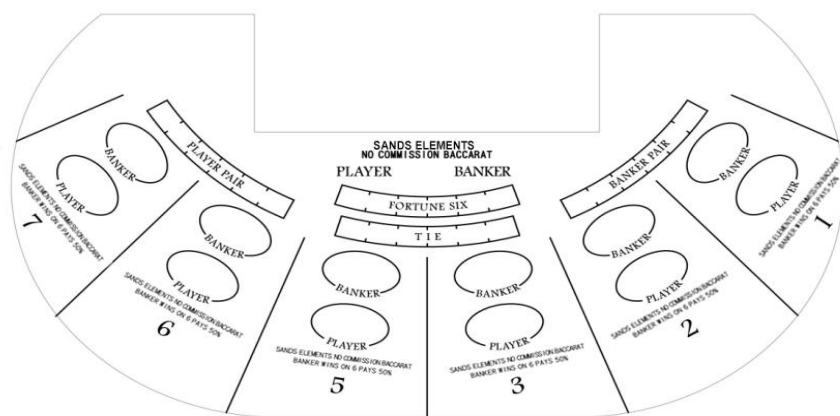 SANDS ELEMENTS
NO COMMISSION BACCARAT
PLAYER BANKER
PLAYER PAIR
FORTUNE SIX
TIE
BANKER PAIR
BANKER
PLAYER
SANDS ELEMENTS NO COMMISSION BACCARAT
BANKER WINS ON 6 PAYS 50%
7
BANKER
PLAYER
SANDS ELEMENTS NO COMMISSION BACCARAT
BANKER WINS ON 6 PAYS 50%
6
BANKER
PLAYER
SANDS ELEMENTS NO COMMISSION BACCARAT
BANKER WINS ON 6 PAYS 50%
5
BANKER
PLAYER
SANDS ELEMENTS NO COMMISSION BACCARAT
BANKER WINS ON 6 PAYS 50%
3
BANKER
PLAYER
SANDS ELEMENTS NO COMMISSION BACCARAT
BANKER WINS ON 6 PAYS 50%
2
BANKER
PLAYER
SANDS ELEMENTS NO COMMISSION BACCARAT
BANKER WINS ON 6 PAYS 50%
1